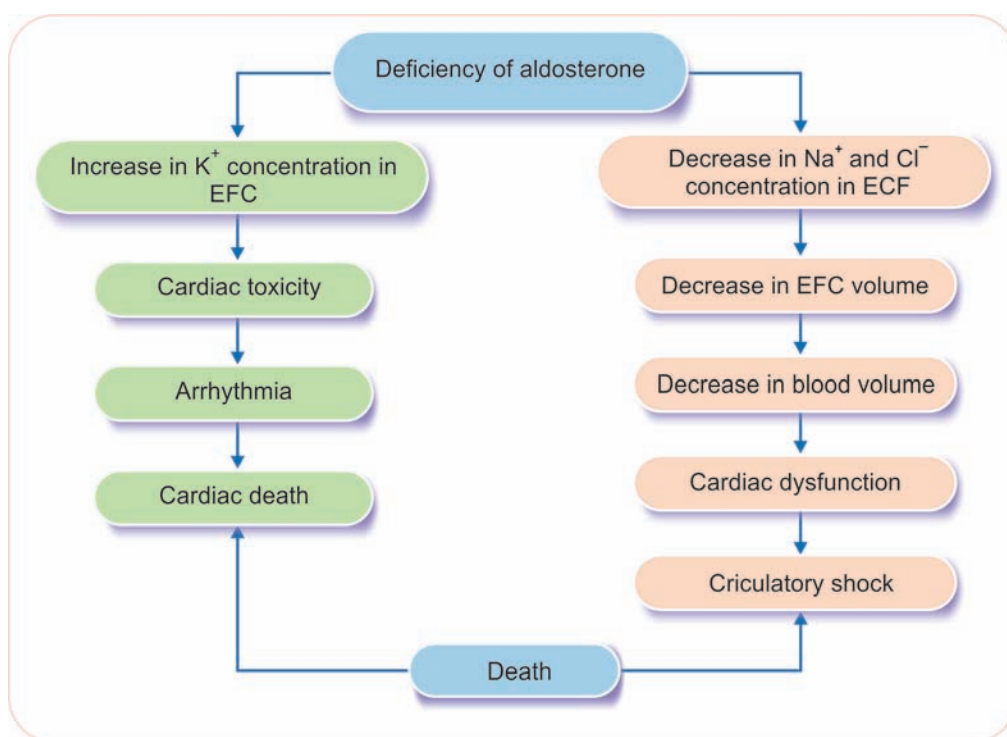 Deficiency of aldosterone
Increase in K⁺ concentration in
EFC
Cardiac toxicity
Arrhythmia
Cardiac death
Decrease in Na⁺ and Cl⁻
concentration in ECF
Decrease in EFC volume
Decrease in blood volume
Cardiac dysfunction
Criculatory shock
Death